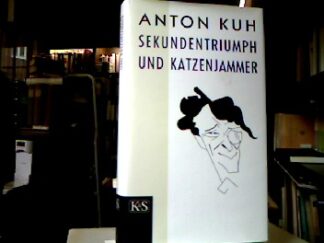 ANTON KUH
SEKUNDENTRIUMPH
UND KATZENJAMMER
K&S